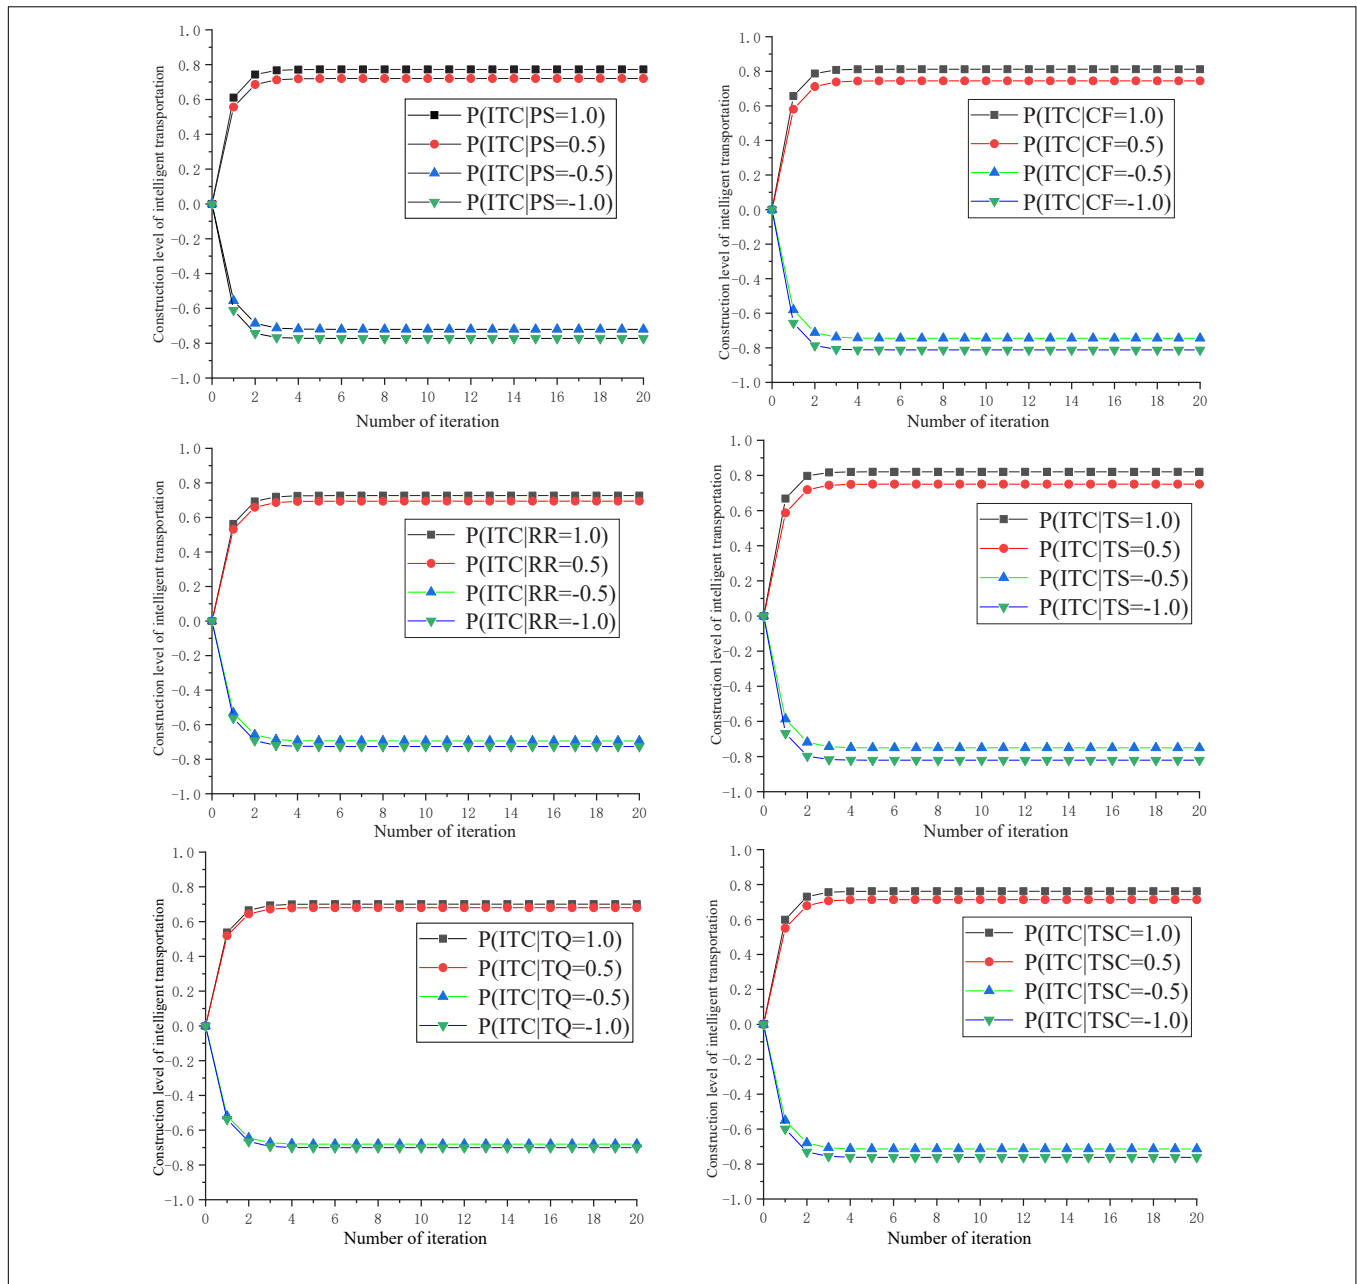 1.0
0.8
0.6
0.4
0.2
0.0
-0.2
-0.4
-0.6
-0.8
-1.0
0 2 4 6 8 10 12 14 16 18 20
Construction level of intelligent transportation
Number of iteration
P(ITC|PS=1.0)
P(ITC|PS=0.5)
P(ITC|PS=-0.5)
P(ITC|PS=-1.0)
1.0
0.8
0.6
0.4
0.2
0.0
-0.2
-0.4
-0.6
-0.8
-1.0
0 2 4 6 8 10 12 14 16 18 20
Construction level of intelligent transportation
Number of iteration
P(ITC|CF=1.0)
P(ITC|CF=0.5)
P(ITC|CF=-0.5)
P(ITC|CF=-1.0)
1.0
0.8
0.6
0.4
0.2
0.0
-0.2
-0.4
-0.6
-0.8
-1.0
0 2 4 6 8 10 12 14 16 18 20
Construction level of intelligent transportation
Number of iteration
P(ITC|RR=1.0)
P(ITC|RR=0.5)
P(ITC|RR=-0.5)
P(ITC|RR=-1.0)
1.0
0.8
0.6
0.4
0.2
0.0
-0.2
-0.4
-0.6
-0.8
-1.0
0 2 4 6 8 10 12 14 16 18 20
Construction level of intelligent transportation
Number of iteration
P(ITC|TS=1.0)
P(ITC|TS=0.5)
P(ITC|TS=-0.5)
P(ITC|TS=-1.0)
1.0
0.8
0.6
0.4
0.2
0.0
-0.2
-0.4
-0.6
-0.8
-1.0
0 2 4 6 8 10 12 14 16 18 20
Construction level of intelligent transportation
Number of iteration
P(ITC|TQ=1.0)
P(ITC|TQ=0.5)
P(ITC|TQ=-0.5)
P(ITC|TQ=-1.0)
1.0
0.8
0.6
0.4
0.2
0.0
-0.2
-0.4
-0.6
-0.8
-1.0
0 2 4 6 8 10 12 14 16 18 20
Construction level of intelligent transportation
Number of iteration
P(ITC|TSC=1.0)
P(ITC|TSC=0.5)
P(ITC|TSC=-0.5)
P(ITC|TSC=-1.0)